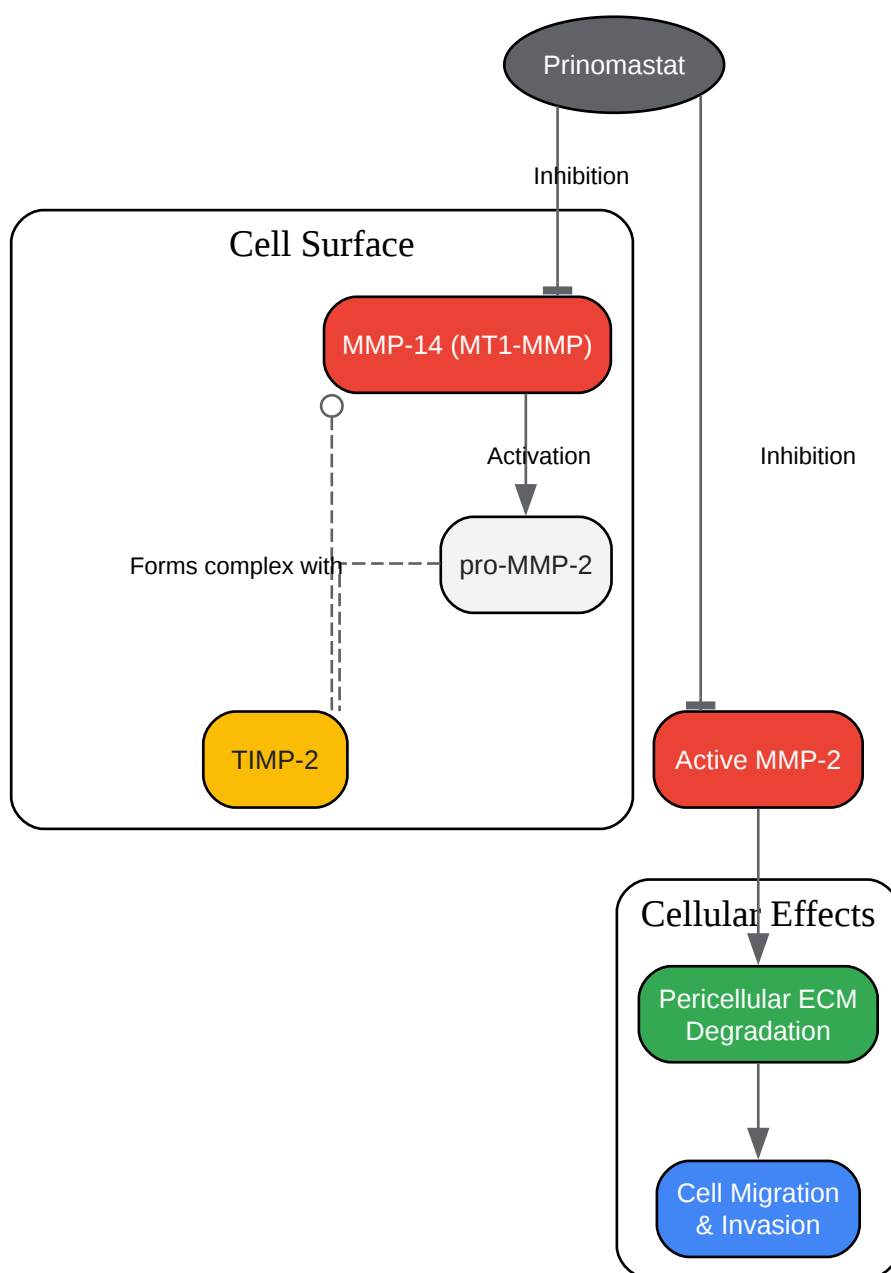 Prinomastat
Inhibition
Cell Surface
MMP-14 (MT1-MMP)
Activation
Inhibition
Forms complex with
pro-MMP-2
TIMP-2
Active MMP-2
Cellular Effects
Pericellular ECM
Degradation
Cell Migration
& Invasion